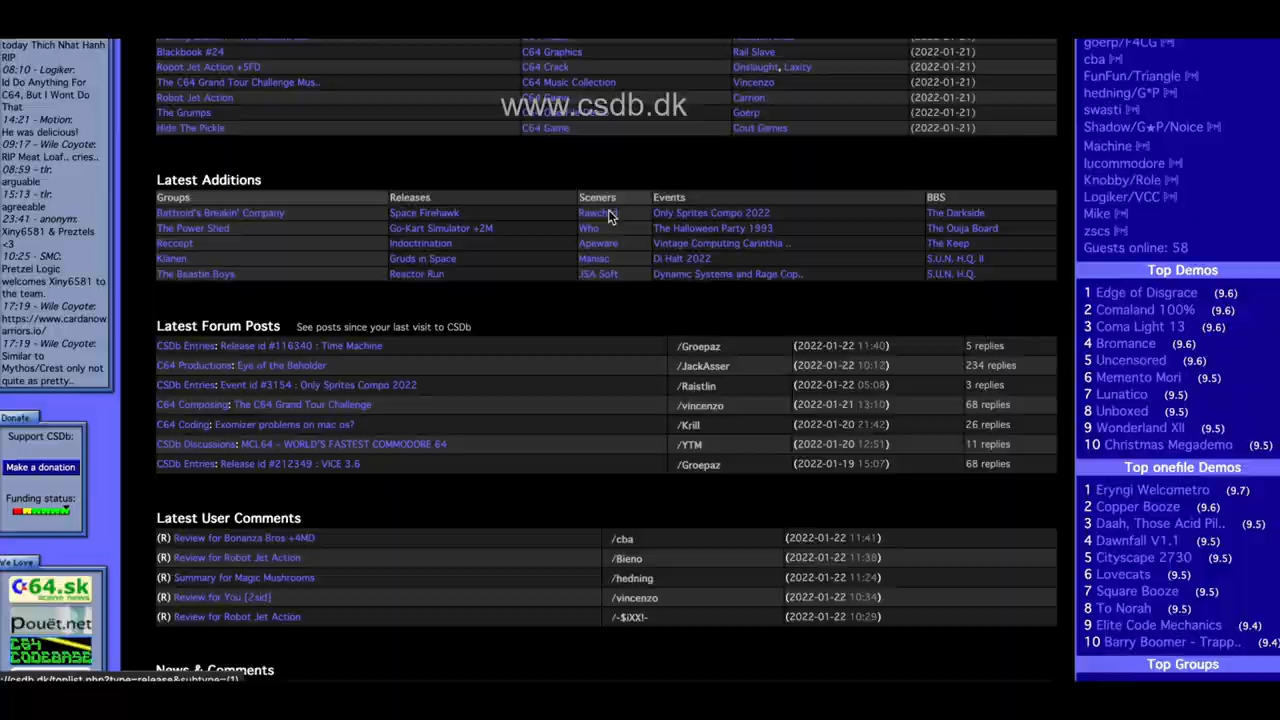 today Thich Nhat Hanh
RIP
08:10 - Logiker:
Id Do Anything For
C64, But I Wont Do
That
14:21 - Motion:
He was delicious!
09:17 - Wile Coyote:
RIP Meat Loaf.. cries..
08:59 - tlr:
arguable
15:13 - tlr:
agreeable
23:41 - anonym:
Xiny6581 & Preztels
<3
10:25 - SMC:
Pretzel Logic
welcomes Xiny6581 to
the team.
17:19 - Wile Coyote:
https://www.cardanow
arriors.io/
17:19 - Wile Coyote:
Similar to
Mythos/Crest only not
quite as pretty..
Donate
Support CSDb:
Make a donation
Funding status:
We Love
C64.sk
pouët.net
C64
CODEBASE
://csdb.dk/toplist.php?type=release&subtype=(1)
Blackbook #24 C64 Graphics Rail Slave (2022-01-21)
Robot Jet Action +5FD C64 Crack Onslaught, Laxity (2022-01-21)
The C64 Grand Tour Challenge Mus.. C64 Music Collection Vincenzo (2022-01-21)
Robot Jet Action C64 Game Carrion (2022-01-21)
www.csdb.dk
The Grumps Goerp (2022-01-21)
Hide The Pickle C64 Game Cout Games (2022-01-21)
Latest Additions
Groups Releases Sceners Events BBS
Battroid's Breakin' Company Space Firehawk Only Sprites Compo 2022 The Darkside
The Power Shed Go-Kart Simulator +2M Who The Halloween Party 1993 The Ouija Board
Reccept Indoctrination Apeware Vintage Computing Carinthia .. The Keep
Klanen Gruds in Space Maniac Di Halt 2022 S.U.N. H.Q. II
The Beastie Boys Reactor Run JSA Soft Dynamic Systems and Rage Cop.. S.U.N. H.Q.
Latest Forum Posts See posts since your last visit to CSDb
CSDb Entries: Release id #116340 : Time Machine /Groepaz (2022-01-22 11:40) 5 replies
C64 Productions: Eye of the Beholder /JackAsser (2022-01-22 10:12) 234 replies
CSDb Entries: Event id #3154 : Only Sprites Compo 2022 /Raistlin (2022-01-22 05:08) 3 replies
C64 Composing: The C64 Grand Tour Challenge /vincenzo (2022-01-21 13:10) 68 replies
C64 Coding: Exomizer problems on mac os? /Krill (2022-01-20 21:42) 26 replies
CSDb Discussions: MCL64 - WORLD'S FASTEST COMMODORE 64 /YTM (2022-01-20 12:51) 11 replies
CSDb Entries: Release id #212349 : VICE 3.6 /Groepaz (2022-01-19 15:07) 68 replies
Latest User Comments
(R) Review for Bonanza Bros +4MD /cba (2022-01-22 11:41)
(R) Review for Robot Jet Action /Bieno (2022-01-22 11:38)
(R) Summary for Magic Mushrooms /hedning (2022-01-22 11:24)
(R) Review for You [2sid] /vincenzo (2022-01-22 10:34)
(R) Review for Robot Jet Action /-$iXX!- (2022-01-22 10:29)
News & Comments
goerp/F4CG
cba
FunFun/Triangle
hedning/G*P
swasti
Shadow/G★P/Noice
Machine
lucommodore
Knobby/Role
Logiker/VCC
Mike
zscs
Guests online: 58
Top Demos
1 Edge of Disgrace (9.6)
2 Comaland 100% (9.6)
3 Coma Light 13 (9.6)
4 Bromance (9.6)
5 Uncensored (9.6)
6 Memento Mori (9.5)
7 Lunatico (9.5)
8 Unboxed (9.5)
9 Wonderland XII (9.5)
10 Christmas Megademo (9.5)
Top onefile Demos
1 Eryngi Welcometro (9.7)
2 Copper Booze (9.6)
3 Daah, Those Acid Pil.. (9.5)
4 Dawnfall V1.1 (9.5)
5 Cityscape 2730 (9.5)
6 Lovecats (9.5)
7 Square Booze (9.5)
8 To Norah (9.5)
9 Elite Code Mechanics (9.4)
10 Barry Boomer - Trapp.. (9.4)
Top Groups